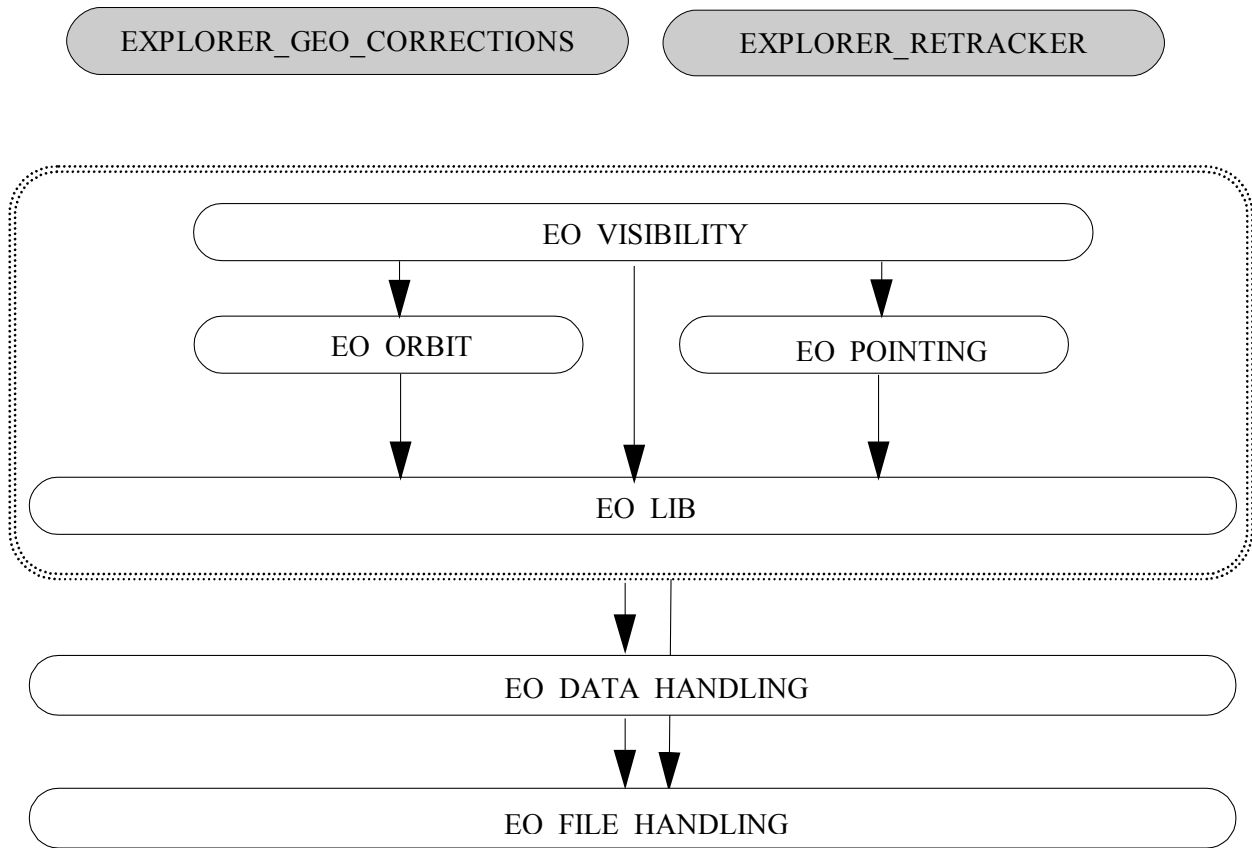 EXPLORER_GEO_CORRECTIONS
EXPLORER_RETRACKER
EO VISIBILITY
EO ORBIT
EO POINTING
EO LIB
EO DATA HANDLING
EO FILE HANDLING